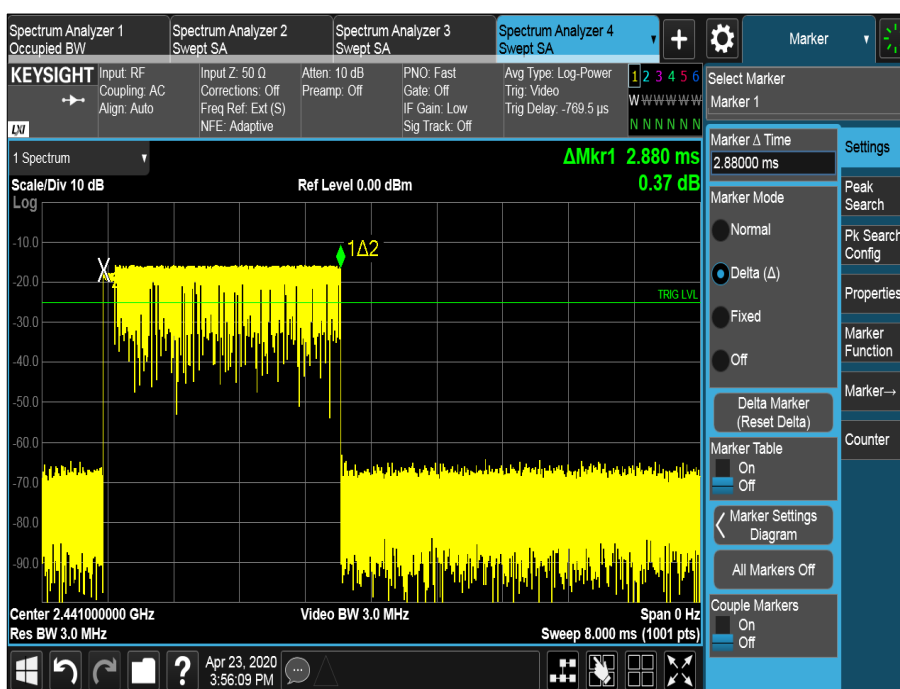 Spectrum Analyzer 1
Occupied BW
Spectrum Analyzer 2
Swept SA
Spectrum Analyzer 3
Swept SA
Spectrum Analyzer 4
Swept SA
Marker
KEYSIGHT
Input: RF
Coupling: AC
Align: Auto
Input Z: 50 Ω
Corrections: Off
Freq Ref: Ext (S)
NFE: Adaptive
Atten: 10 dB
Preamp: Off
PNO: Fast
Gate: Off
IF Gain: Low
Sig Track: Off
Avg Type: Log-Power
Trig: Video
Trig Delay: -769.5 µs
1 2 3 4 5 6
W W W W W W
N N N N N N
LXI
Select Marker
Marker 1
1 Spectrum
ΔMkr1 2.880 ms
0.37 dB
Scale/Div 10 dB
Ref Level 0.00 dBm
Log
-10.0
-20.0
-30.0
-40.0
-50.0
-60.0
-70.0
-80.0
-90.0
X
1Δ2
TRIG LVL
Center 2.441000000 GHz
Video BW 3.0 MHz
Span 0 Hz
Res BW 3.0 MHz
Sweep 8.000 ms (1001 pts)
Marker Δ Time
2.88000 ms
Marker Mode
Normal
Delta (Δ)
Fixed
Off
Delta Marker
(Reset Delta)
Marker Table
On
Off
Marker Settings
Diagram
All Markers Off
Couple Markers
On
Off
Settings
Peak
Search
Pk Search
Config
Properties
Marker
Function
Marker→
Counter
?
Apr 23, 2020
3:56:09 PM